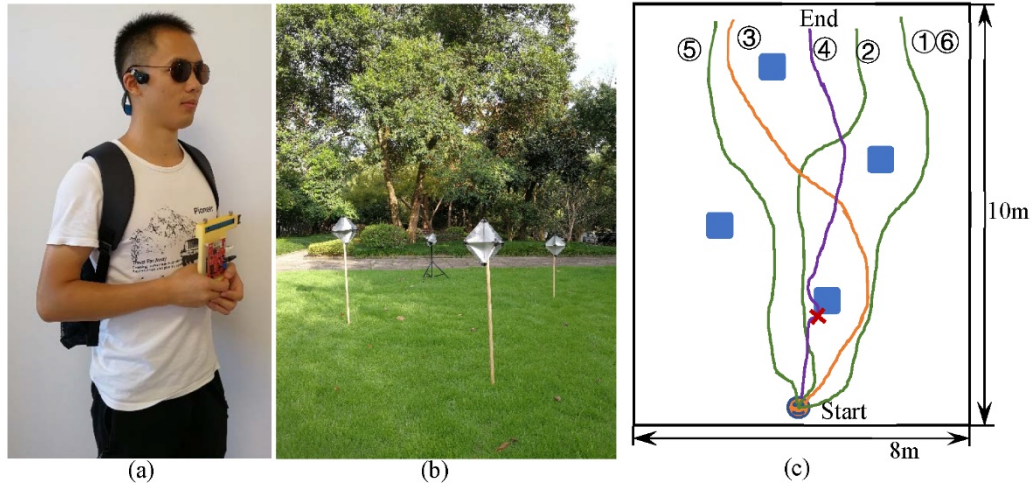 Pioneer
(a)
(b)
End
⑤
③
④
②
①⑥
10m
Start
8m
(c)